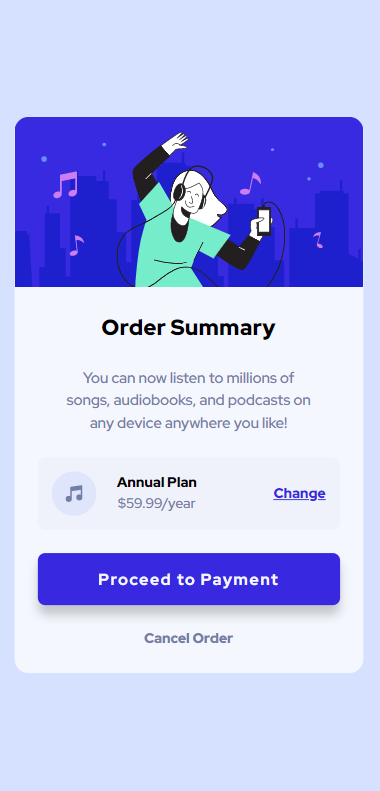 Order Summary
You can now listen to millions of
songs, audiobooks, and podcasts on
any device anywhere you like!
Annual Plan
$59.99/year
Change
Proceed to Payment
Cancel Order